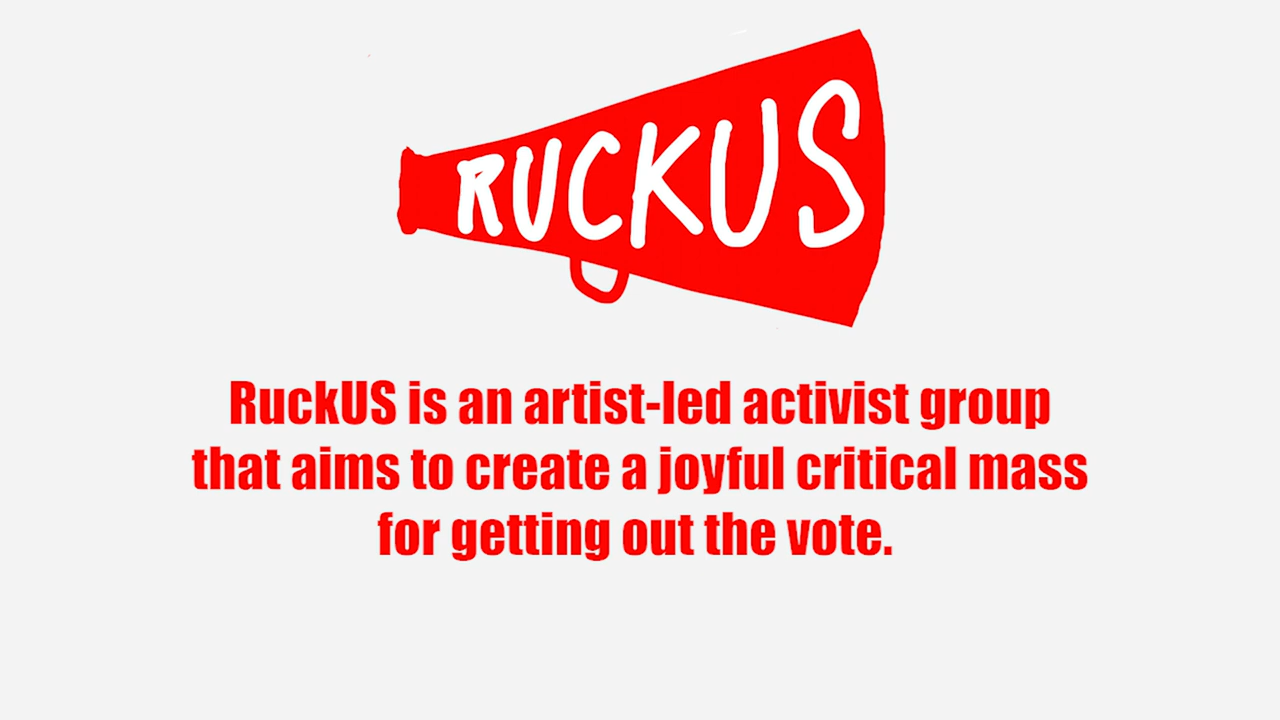 RUCKUS
RuckUS is an artist-led activist group
that aims to create a joyful critical mass
for getting out the vote.